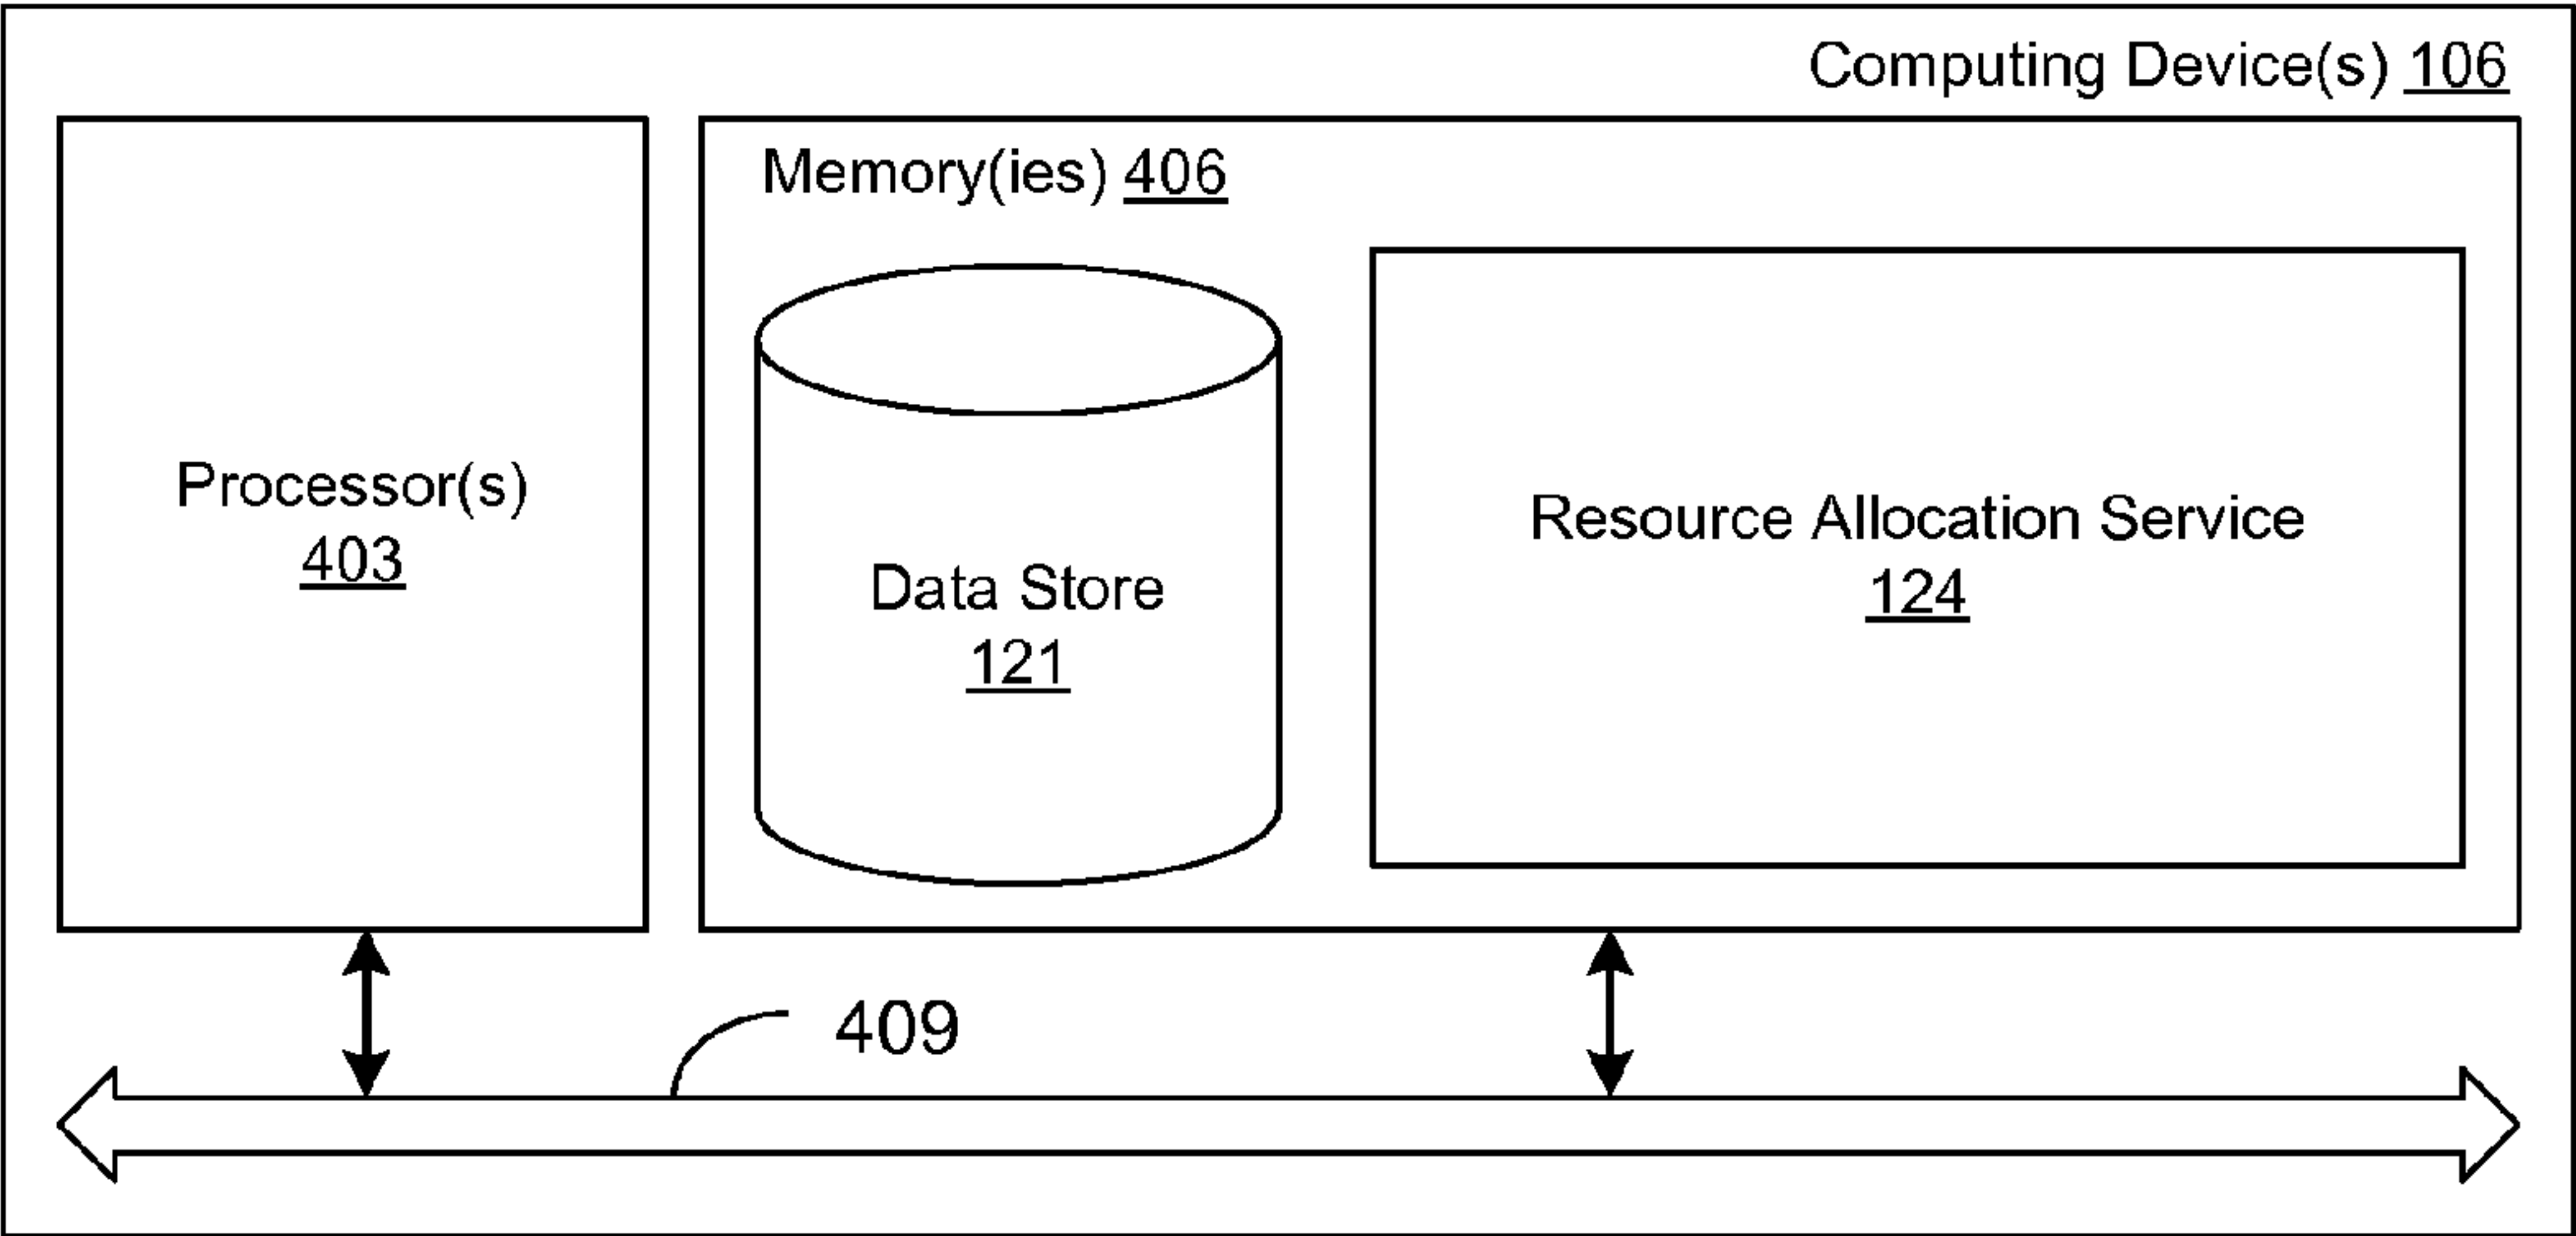 Computing Device(s) 106
Memory(ies) 406
Processor(s)
403
Data Store
121
Resource Allocation Service
124
409